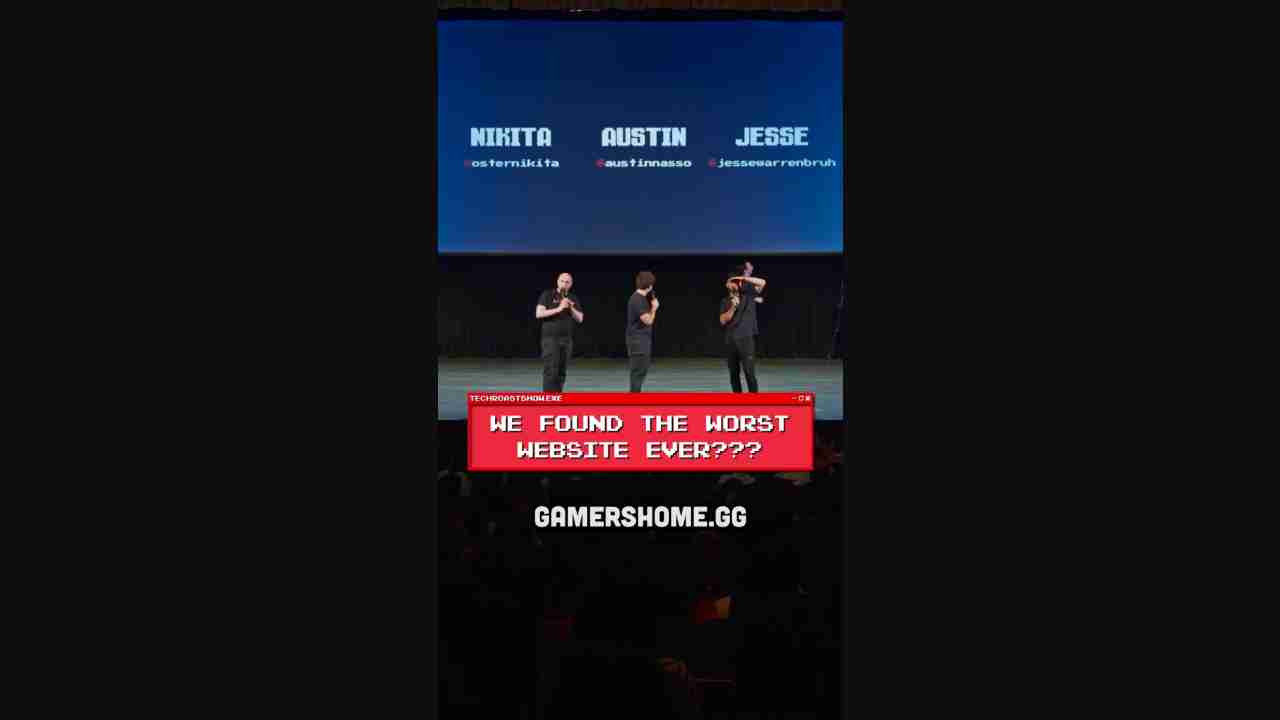 NIKITA AUSTIN JESSE
@osternikita @austinnasso @jessewarrenbruh
TECHROASTSHOW.EXE
WE FOUND THE WORST
WEBSITE EVER???
GAMERSHOME.GG